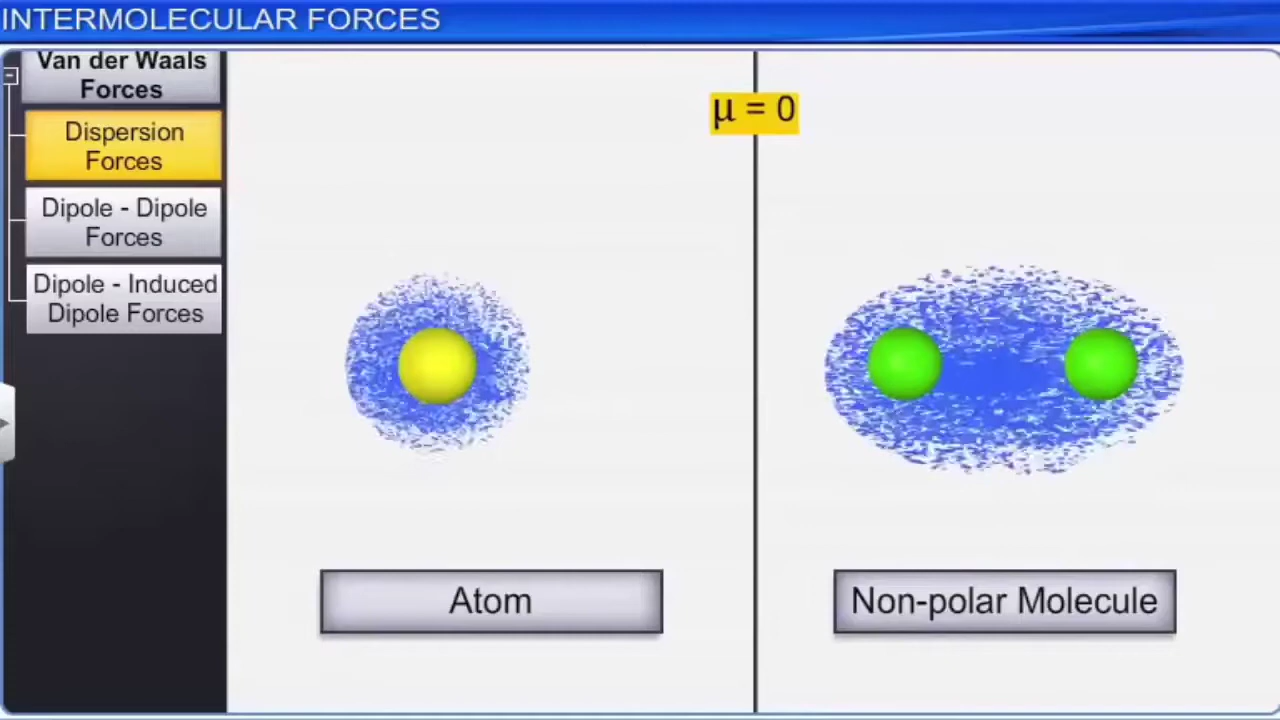 INTERMOLECULAR FORCES
Van der Waals
Forces
Dispersion
Forces
Dipole - Dipole
Forces
Dipole - Induced
Dipole Forces
μ = 0
Atom
Non-polar Molecule